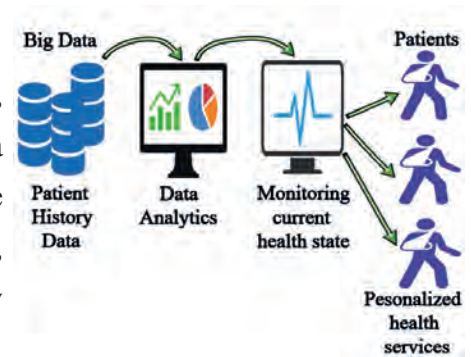 Big Data
Patients
Patient
History
Data
Data
Analytics
Monitoring
current
health state
Pesonalized
health
services